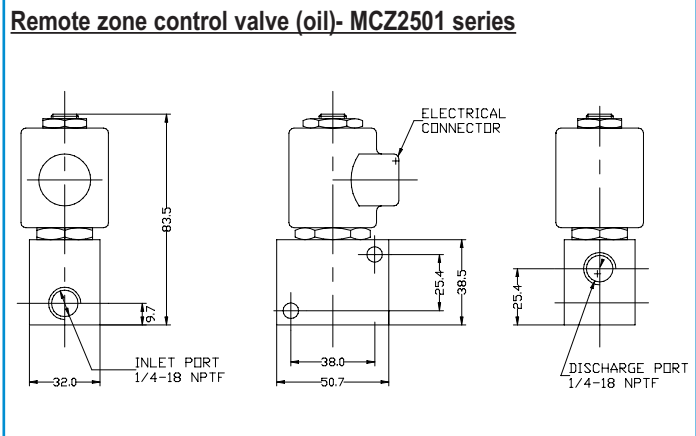 Remote zone control valve (oil)- MCZ2501 series
ELECTRICAL
CONNECTOR
83.5
9.7
32.0
INLET PORT
1/4-18 NPTF
25.4
38.5
38.0
50.7
25.4
DISCHARGE PORT
1/4-18 NPTF